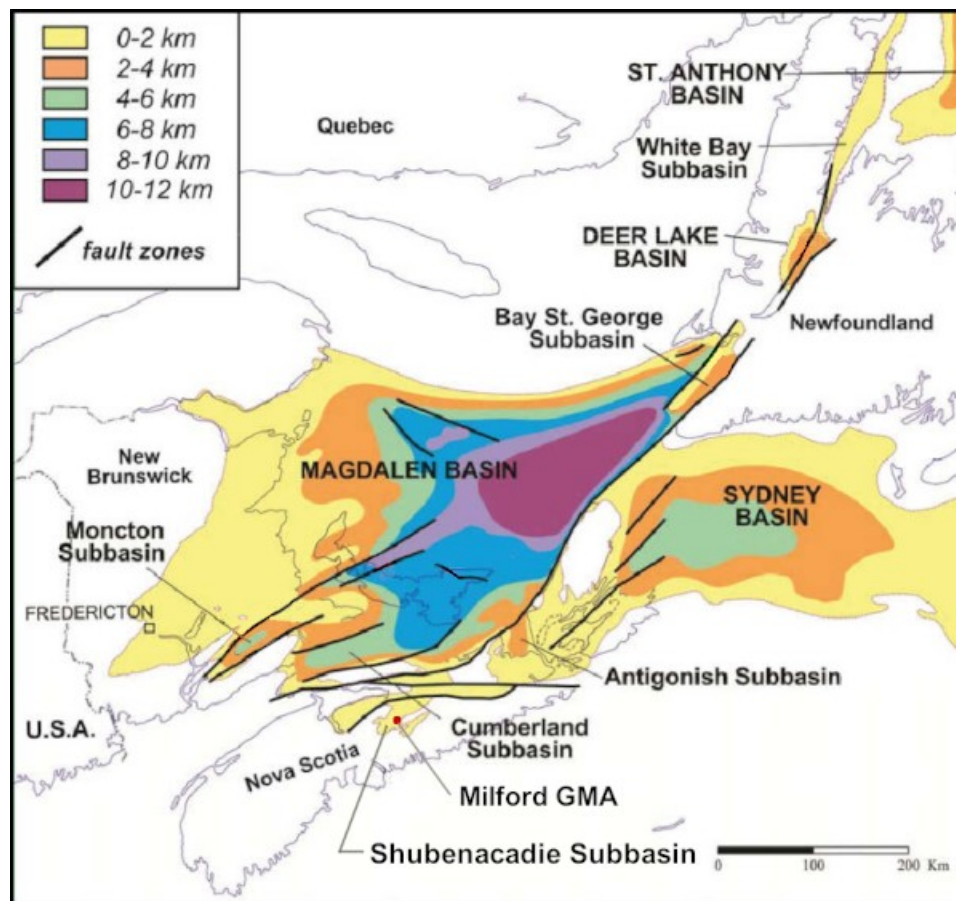 0-2 km
2-4 km
4-6 km
6-8 km
8-10 km
10-12 km
fault zones
Quebec
ST. ANTHONY
BASIN
White Bay
Subbasin
DEER LAKE
BASIN
Bay St. George
Subbasin
Newfoundland
New
Brunswick
MAGDALEN BASIN
SYDNEY
BASIN
Moncton
Subbasin
FREDERICTON
Antigonish Subbasin
U.S.A.
Cumberland
Subbasin
Nova Scotia
Milford GMA
Shubenacadie Subbasin
0 100 200 Km